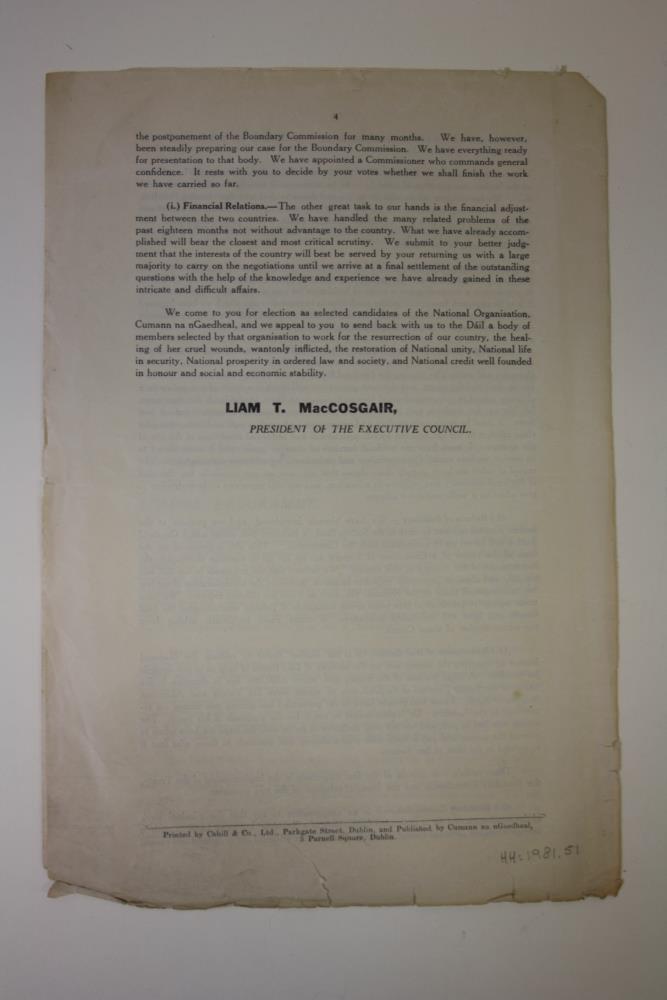 4
the postponement of the Boundary Commission for many months. We have, however,
been steadily preparing our case for the Boundary Commission. We have everything ready
for presentation to that body. We have appointed a Commissioner who commands general
confidence. It rests with you to decide by your votes whether we shall finish the work
we have carried so far.
(i.) Financial Relations.—The other great task to our hands is the financial adjust-
ment between the two countries. We have handled the many related problems of the
past eighteen months not without advantage to the country. What we have already accom-
plished will bear the closest and most critical scrutiny. We submit to your better judg-
ment that the interests of the country will best be served by your returning us with a large
majority to carry on the negotiations until we arrive at a final settlement of the outstanding
questions with the help of the knowledge and experience we have already gained in these
intricate and difficult affairs.
We come to you for election as selected candidates of the National Organisation,
Cumann na nGaedheal, and we appeal to you to send back with us to the Dáil a body of
members selected by that organisation to work for the resurrection of our country, the heal-
ing of her cruel wounds, wantonly inflicted, the restoration of National unity, National life
in security, National prosperity in ordered law and society, and National credit well founded
in honour and social and economic stability.
LIAM T. MacCOSGAIR,
PRESIDENT OF THE EXECUTIVE COUNCIL.
Printed by Cahill & Co., Ltd., Parkgate Street, Dublin, and Published by Cumann na nGaedheal,
5 Parnell Square, Dublin.
HH:1981.51